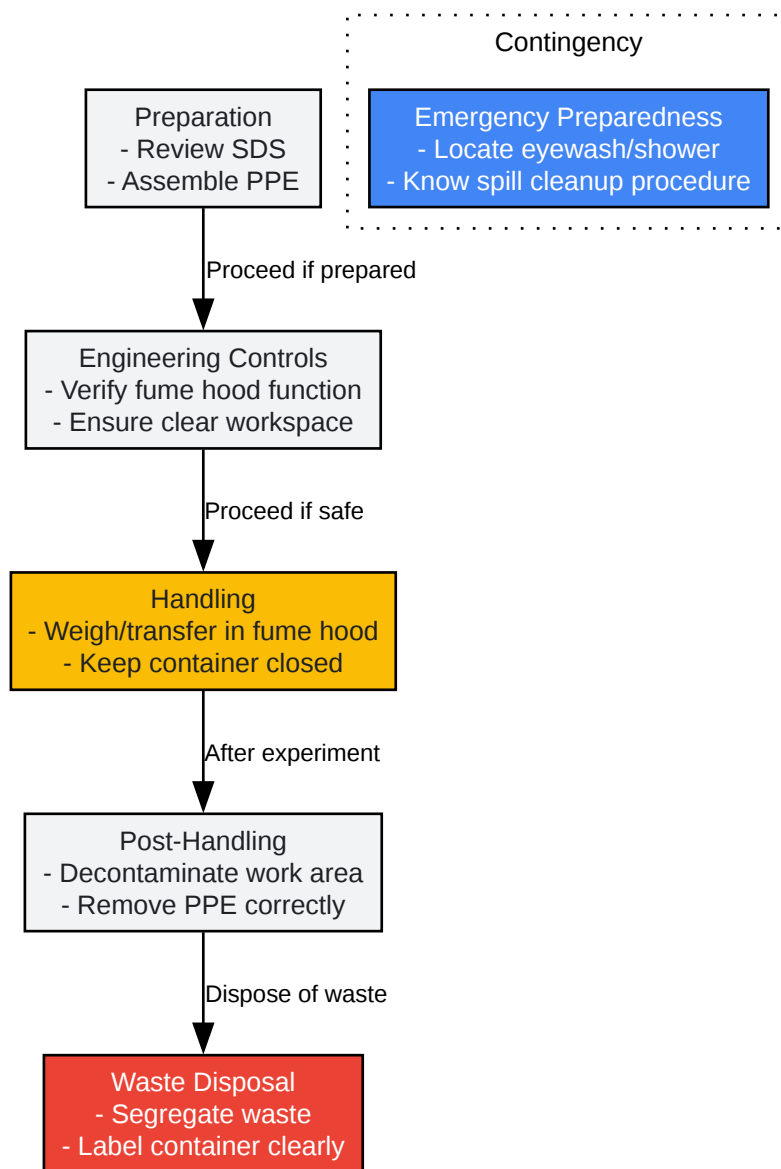 Contingency
Preparation
- Review SDS
- Assemble PPE
Emergency Preparedness
- Locate eyewash/shower
- Know spill cleanup procedure
Proceed if prepared
Engineering Controls
- Verify fume hood function
- Ensure clear workspace
Proceed if safe
Handling
- Weigh/transfer in fume hood
- Keep container closed
After experiment
Post-Handling
- Decontaminate work area
- Remove PPE correctly
Dispose of waste
Waste Disposal
- Segregate waste
- Label container clearly